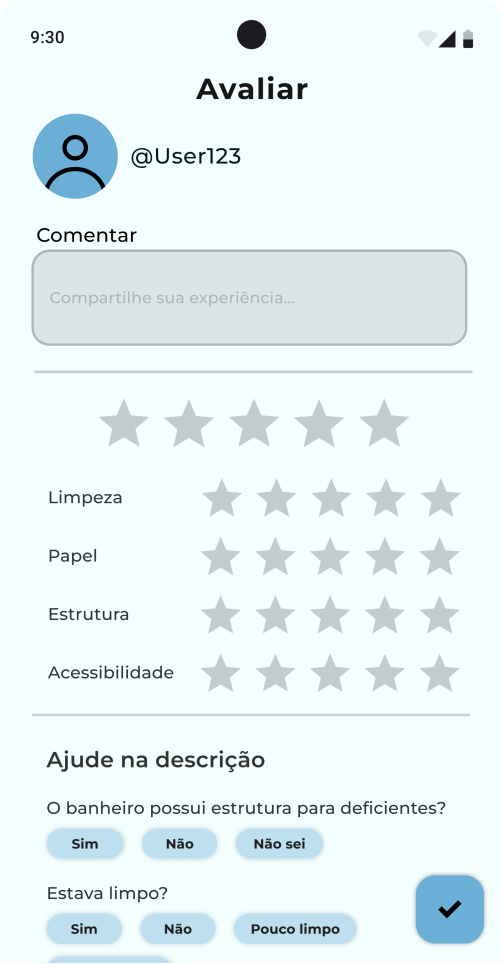 9:30
Avaliar
@User123
Comentar
Compartilhe sua experiência...
Limpeza
Papel
Estrutura
Acessibilidade
Ajude na descrição
O banheiro possui estrutura para deficientes?
Sim Não Não sei
Estava limpo?
Sim Não Pouco limpo